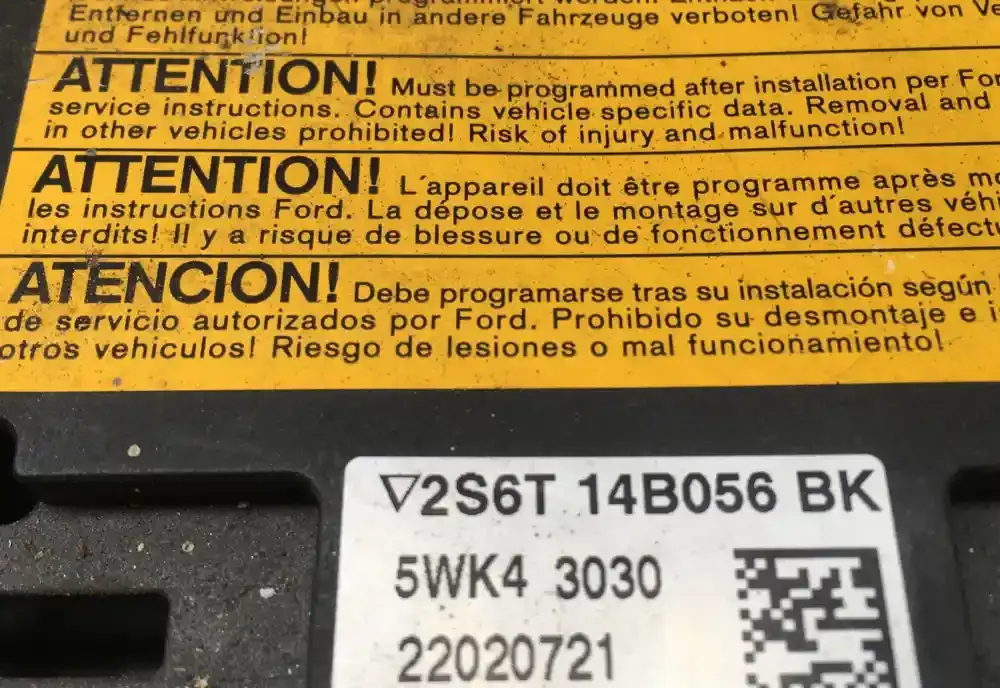 Entfernen und Einbau in andere Fahrzeuge verboten! Gefahr von
und Fehlfunktion!
ATTENTION! Must be programmed after installation per
service instructions. Contains vehicle specific data. Removal and
in other vehicles prohibited! Risk of injury and malfunction!
ATTENTION! L´appareil doit être programme après
les instructions Ford. La dépose et le montage sur d´autres
interdits! Il y a risque de blessure ou de fonctionnement
ATENCION! Debe programarse tras su instalación según
de servicio autorizados por Ford. Prohibido su desmontaje e
otros vehiculos! Riesgo de lesiones o mal funcionamiento!
▽2S6T 14B056 BK
5WK4 3030
22020721